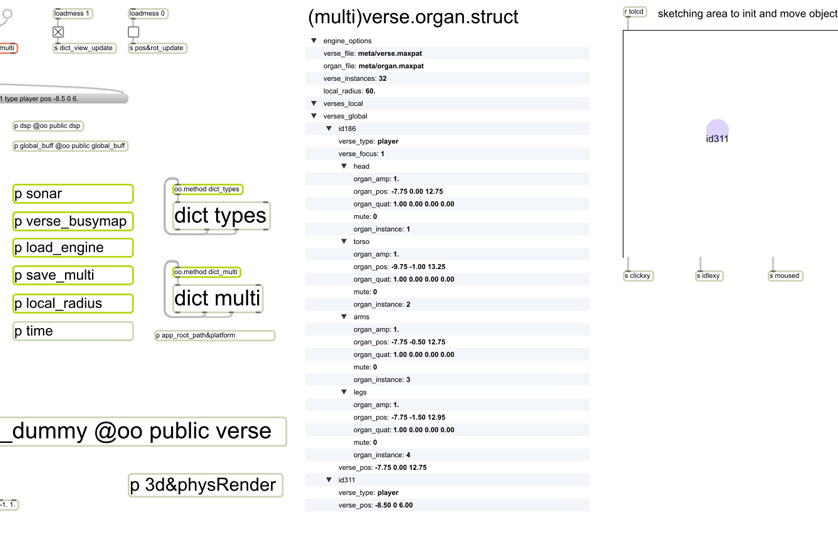 loadmess 1
loadmess 0
multi
s dict_view_update
s pos&rot_update
1 type player pos -8.5 0 6.
p dsp @oo public dsp
p global_buff @oo public global_buff
p sonar
p verse_busymap
p load_engine
p save_multi
p local_radius
p time
oo.method dict_types
dict types
oo.method dict_multi
dict multi
p app_root_path&platform
_dummy @oo public verse
p 3d&physRender
-1. 1.
(multi)verse.organ.struct
engine_options
verse_file: meta/verse.maxpat
organ_file: meta/organ.maxpat
verse_instances: 32
local_radius: 60.
verses_local
verses_global
id186
verse_type: player
verse_focus: 1
head
organ_amp: 1.
organ_pos: -7.75 0.00 12.75
organ_quat: 1.00 0.00 0.00 0.00
mute: 0
organ_instance: 1
torso
organ_amp: 1.
organ_pos: -9.75 -1.00 13.25
organ_quat: 1.00 0.00 0.00 0.00
mute: 0
organ_instance: 2
arms
organ_amp: 1.
organ_pos: -7.75 -0.50 12.75
organ_quat: 1.00 0.00 0.00 0.00
mute: 0
organ_instance: 3
legs
organ_amp: 1.
organ_pos: -7.75 -1.50 12.95
organ_quat: 1.00 0.00 0.00 0.00
mute: 0
organ_instance: 4
verse_pos: -7.75 0.00 12.75
id311
verse_type: player
verse_pos: -8.50 0 6.00
r tolcd
sketching area to init and move object
id311
s clickxy
s idlexy
s moused